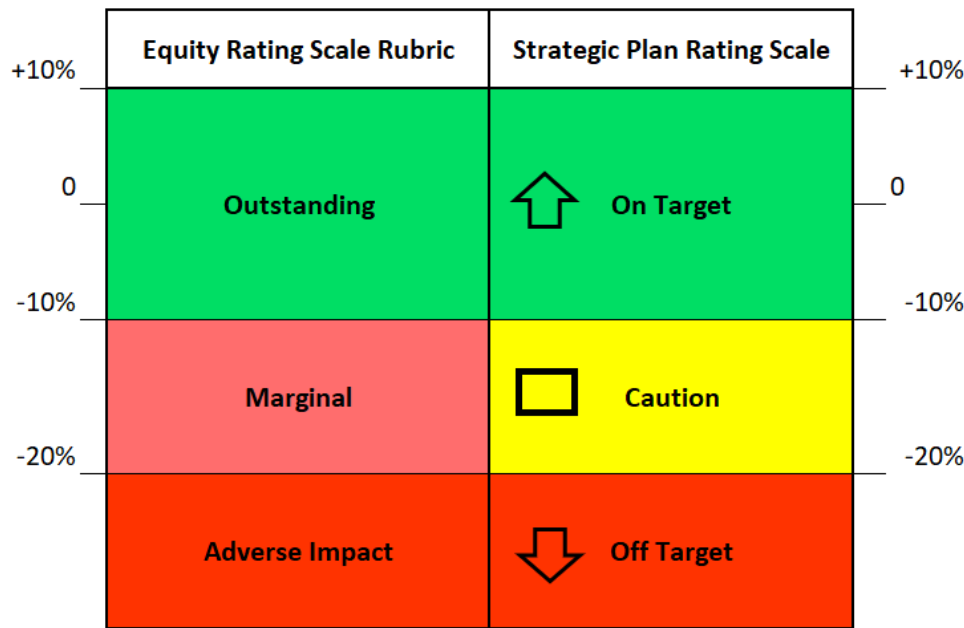 Equity Rating Scale Rubric
Strategic Plan Rating Scale
+10%
+10%
0
0
Outstanding
On Target
-10%
-10%
Marginal
Caution
-20%
-20%
Adverse Impact
Off Target